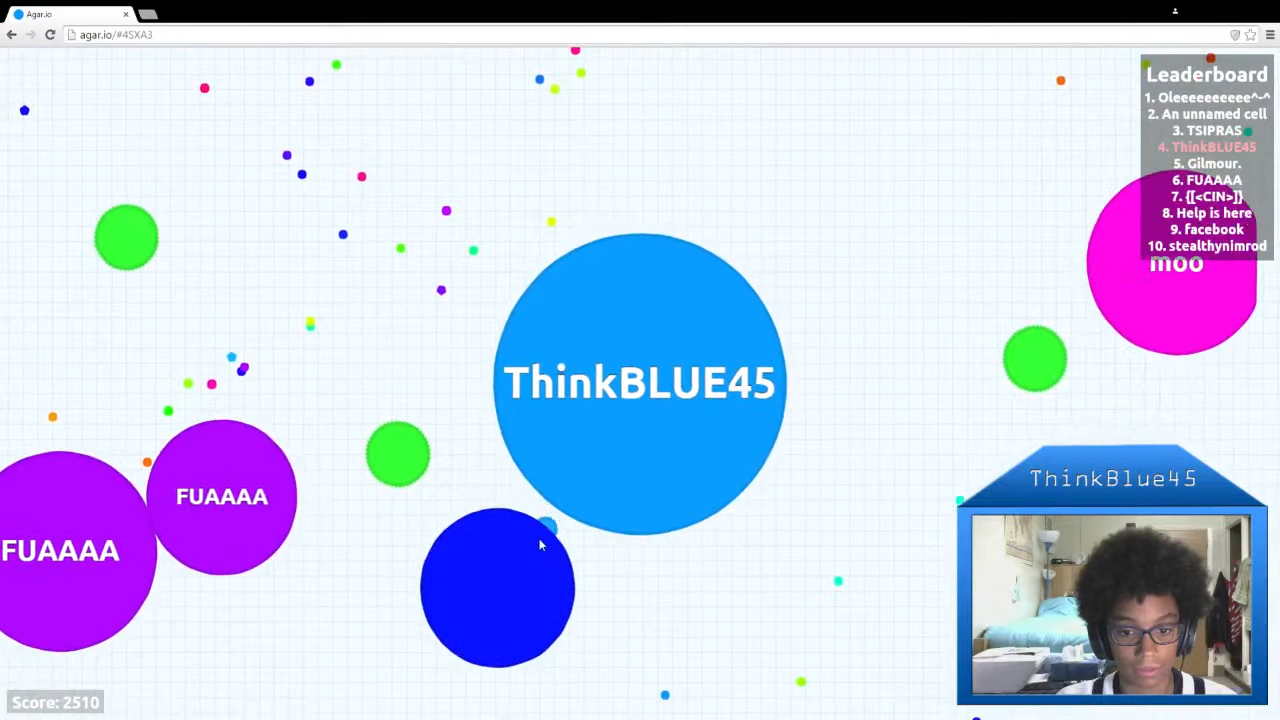 Agar.io
agar.io/#4SXA3
Leaderboard
1. Oleeeeeeeeee^-^
2. An unnamed cell
3. TSIPRAS
4. ThinkBLUE45
5. Gilmour.
6. FUAAAA
7. {[<CIN>]}
8. Help is here
9. facebook
10. stealthynimrod
moo
ThinkBLUE45
FUAAAA
FUAAAA
ThinkBlue45
Score: 2510